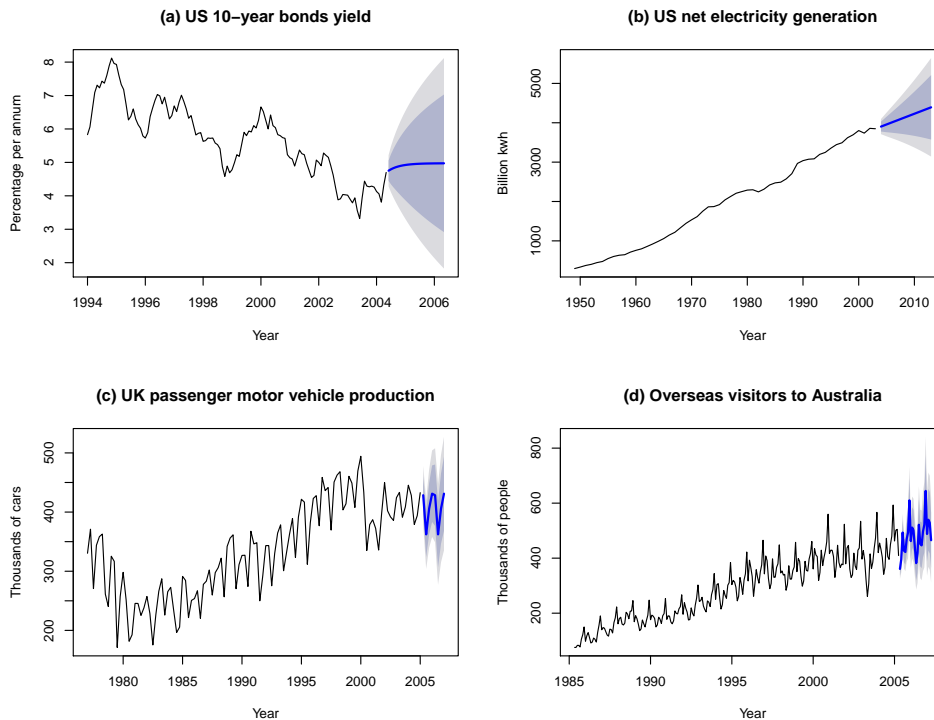 (a) US 10−year bonds yield
Percentage per annum
8
7
6
5
4
3
2
1994 1996 1998 2000 2002 2004 2006
Year
(b) US net electricity generation
Billion kwh
5000
3000
1000
1950 1960 1970 1980 1990 2000 2010
Year
(c) UK passenger motor vehicle production
Thousands of cars
500
400
300
200
1980 1985 1990 1995 2000 2005
Year
(d) Overseas visitors to Australia
Thousands of people
800
600
400
200
1985 1990 1995 2000 2005
Year